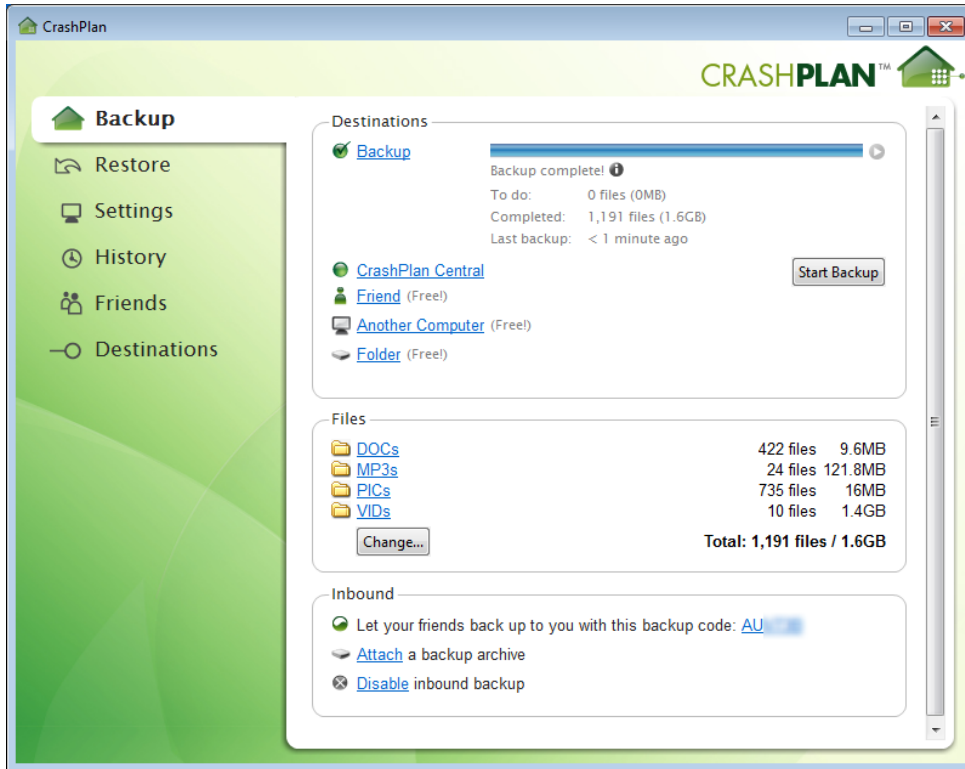 CrashPlan
CRASHPLAN™
Backup
Restore
Settings
History
Friends
Destinations
Destinations
Backup
Backup complete!
To do: 0 files (0MB)
Completed: 1,191 files (1.6GB)
Last backup: < 1 minute ago
CrashPlan Central
Start Backup
Friend (Free!)
Another Computer (Free!)
Folder (Free!)
Files
DOCs 422 files 9.6MB
MP3s 24 files 121.8MB
PICs 735 files 16MB
VIDs 10 files 1.4GB
Change... Total: 1,191 files / 1.6GB
Inbound
Let your friends back up to you with this backup code: AU
Attach a backup archive
Disable inbound backup